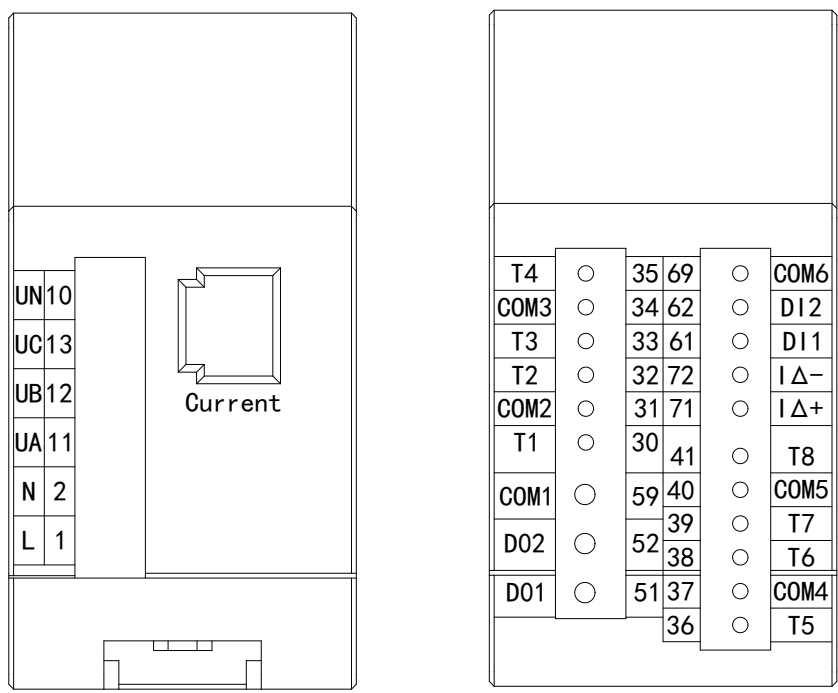 UN 10
UC 13
UB 12
UA 11
N 2
L 1
Current
T4 35 69 COM6
COM3 34 62 DI2
T3 33 61 DI1
T2 32 72 IΔ-
COM2 31 71 IΔ+
T1 30 41 T8
COM1 59 40 COM5
39 T7
DO2 52 38 T6
DO1 51 37 COM4
36 T5